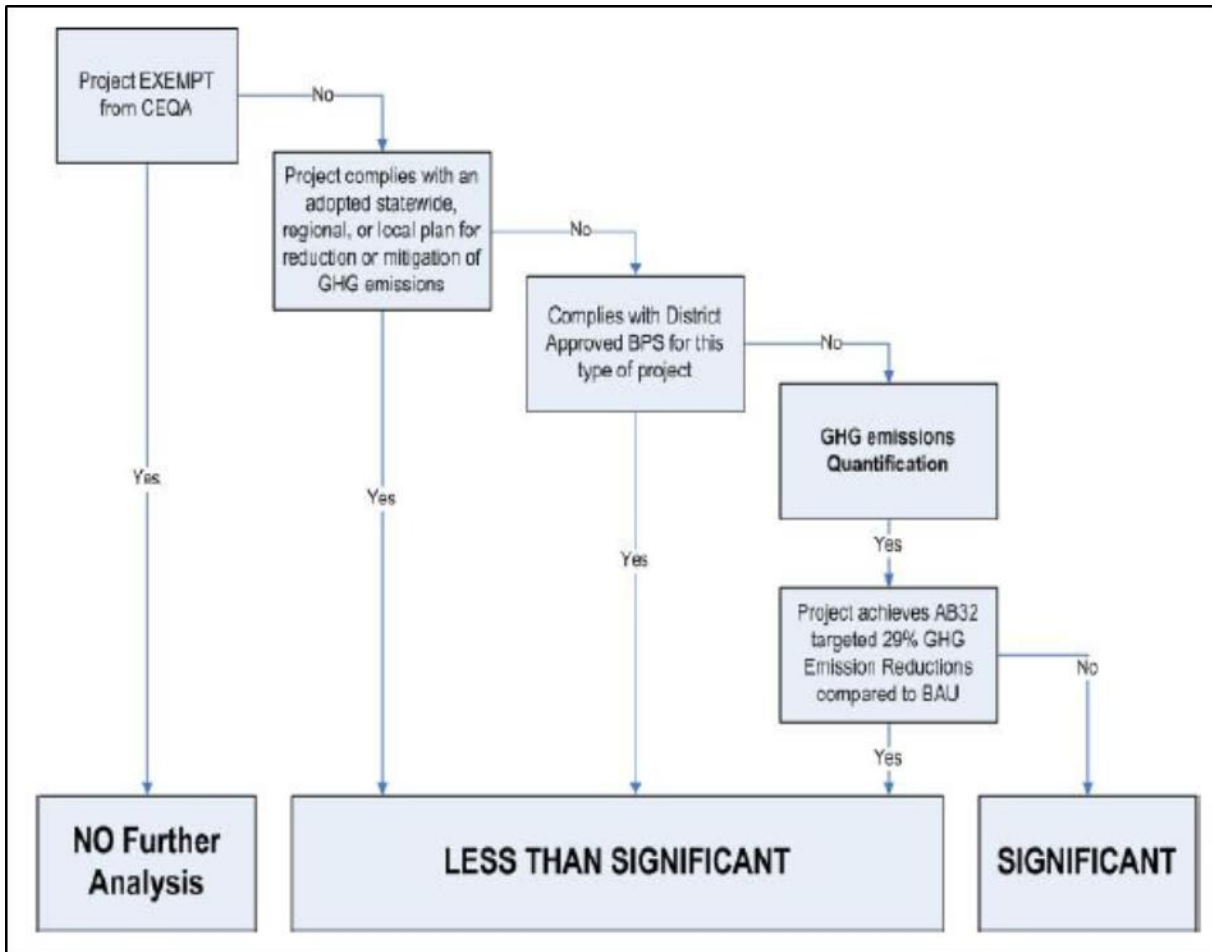 Project EXEMPT
from CEQA
No
Project complies with an
adopted statewide,
regional, or local plan for
reduction or mitigation of
GHG emissions
No
Complies with District
Approved BPS for this
type of project
No
GHG emissions
Quantification
Yes
Yes
Yes
Yes
Project achieves AB32
targeted 29% GHG
Emission Reductions
compared to BAU
No
Yes
NO Further
Analysis
LESS THAN SIGNIFICANT
SIGNIFICANT